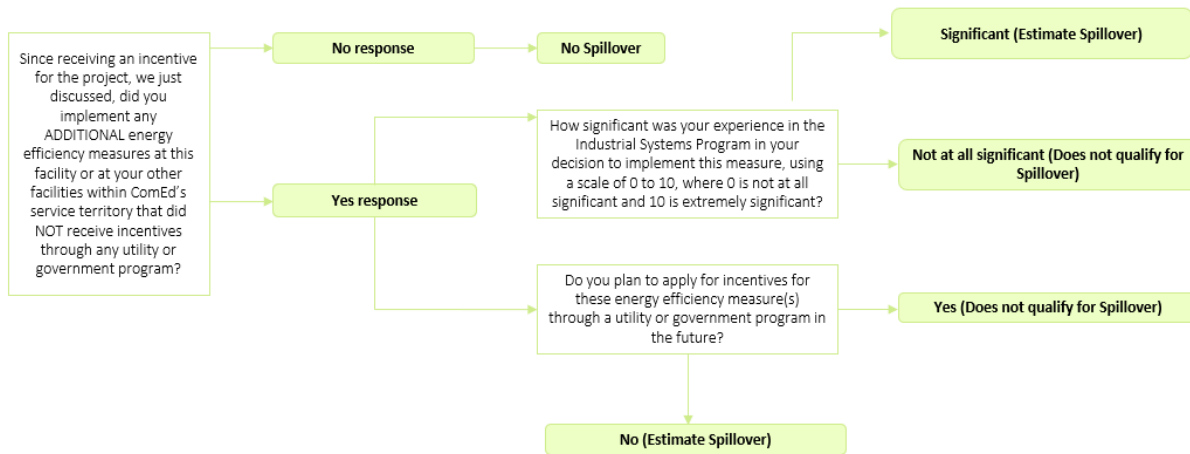 Since receiving an incentive
for the project, we just
discussed, did you
implement any
ADDITIONAL energy
efficiency measures at this
facility or at your other
facilities within ComEd's
service territory that did
NOT receive incentives
through any utility or
government program?
No response
No Spillover
Yes response
How significant was your experience in the
Industrial Systems Program in your
decision to implement this measure, using
a scale of 0 to 10, where 0 is not at all
significant and 10 is extremely significant?
Significant (Estimate Spillover)
Not at all significant (Does not qualify for
Spillover)
Do you plan to apply for incentives for
these energy efficiency measure(s)
through a utility or government program in
the future?
Yes (Does not qualify for Spillover)
No (Estimate Spillover)